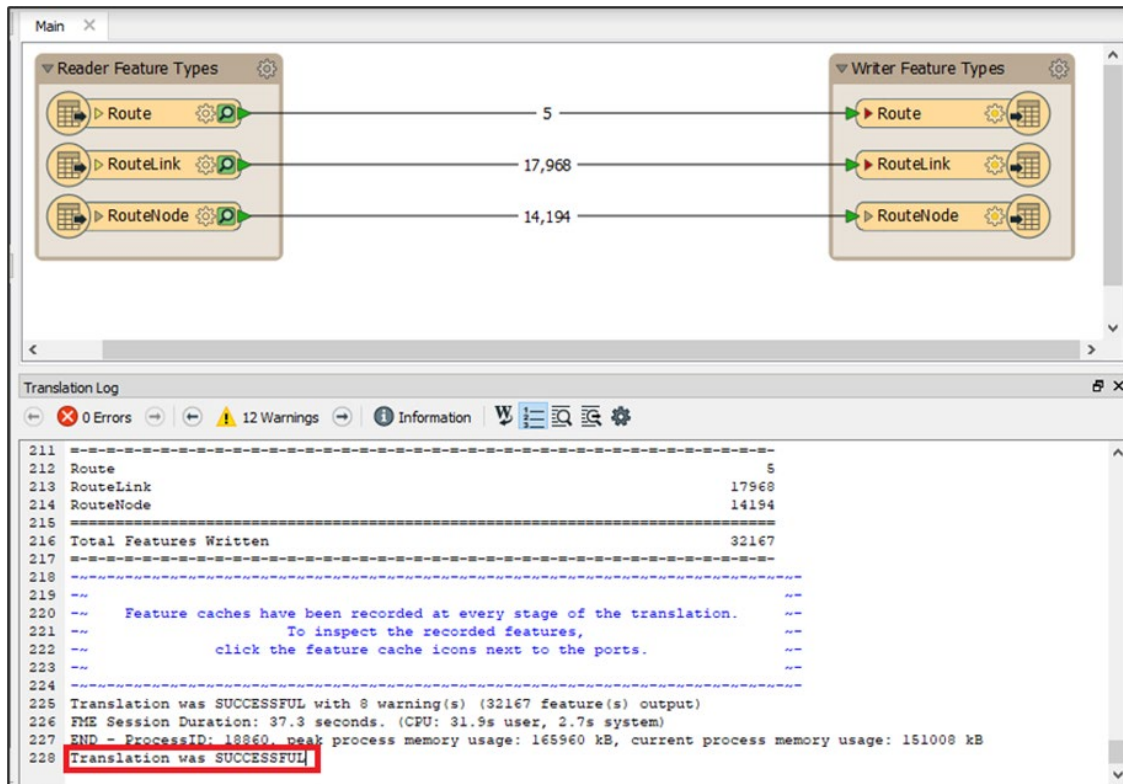 Main
Reader Feature Types
Writer Feature Types
Route
5
Route
RouteLink
17,968
RouteLink
RouteNode
14,194
RouteNode
Translation Log
0 Errors
12 Warnings
Information
211 =-=-=-=-=-=-=-=-=-=-=-=-=-=-=-=-=-=-=-=-=-=-=-=-=-=-=-=-=-=-=-=-=-=-=-=-=-=-=-
212 Route 5
213 RouteLink 17968
214 RouteNode 14194
215 ==============================================================================
216 Total Features Written 32167
217 =-=-=-=-=-=-=-=-=-=-=-=-=-=-=-=-=-=-=-=-=-=-=-=-=-=-=-=-=-=-=-=-=-=-=-=-=-=-=-
218 -~-~-~-~-~-~-~-~-~-~-~-~-~-~-~-~-~-~-~-~-~-~-~-~-~-~-~-~-~-~-~-~-~-~-~-~-~-~-~-~-
219 -~ ~-
220 -~ Feature caches have been recorded at every stage of the translation. ~-
221 -~ To inspect the recorded features, ~-
222 -~ click the feature cache icons next to the ports. ~-
223 -~ ~-
224 -~-~-~-~-~-~-~-~-~-~-~-~-~-~-~-~-~-~-~-~-~-~-~-~-~-~-~-~-~-~-~-~-~-~-~-~-~-~-~-~-
225 Translation was SUCCESSFUL with 8 warning(s) (32167 feature(s) output)
226 FME Session Duration: 37.3 seconds. (CPU: 31.9s user, 2.7s system)
227 END - ProcessID: 18860, peak process memory usage: 165960 kB, current process memory usage: 151008 kB
228 Translation was SUCCESSFUL